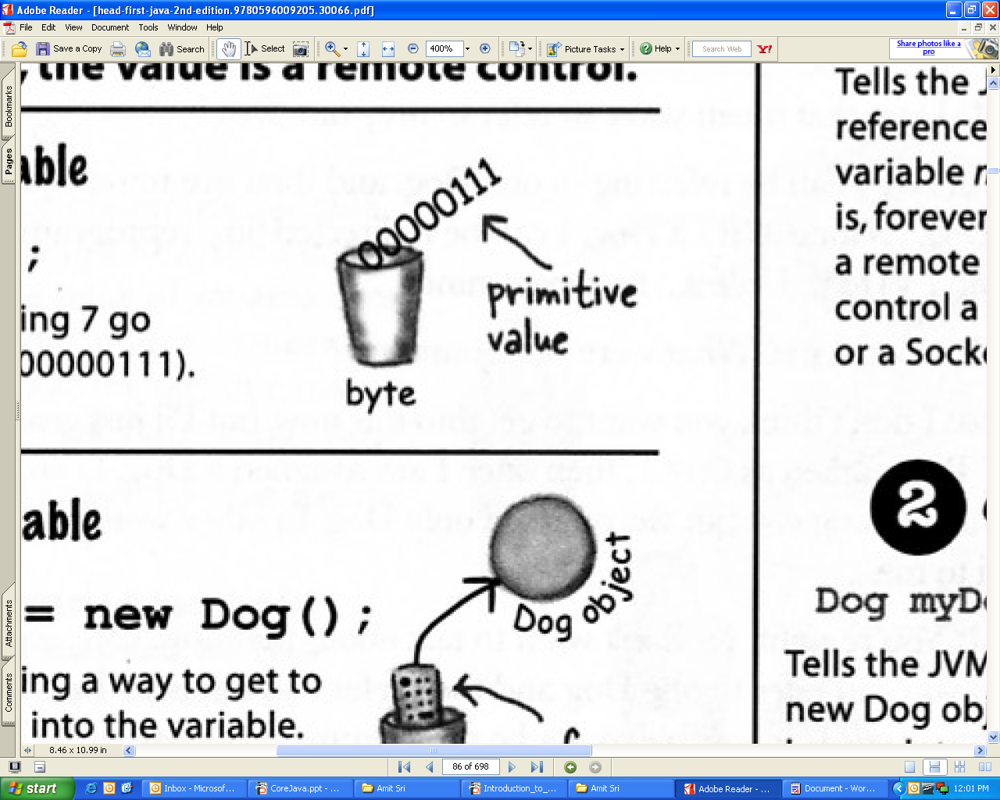 Adobe Reader - [head-first-java-2nd-edition.9780596009205.30066.pdf]
File Edit View Document Tools Window Help
Save a Copy Search Select 400% Picture Tasks Help Search Web Y!
Share photos like a pro
Bookmarks
Pages
Attachments
Comments
, the value is a remote control.
able
;
ing 7 go
00000111).
00000111
primitive
value
byte
able
= new Dog();
ing a way to get to
into the variable.
Dog object
Tells the J
reference
variable
is, forever
a remote
control a
or a Socke
2
Dog myDo
Tells the JVM
new Dog obj
8.46 x 10.99 in
86 of 698
start Inbox - Microsof... CoreJava.ppt - ... Amit Sri Introduction_to_... Amit Sri Adobe Reader - ... Document - Wor... 12:01 PM